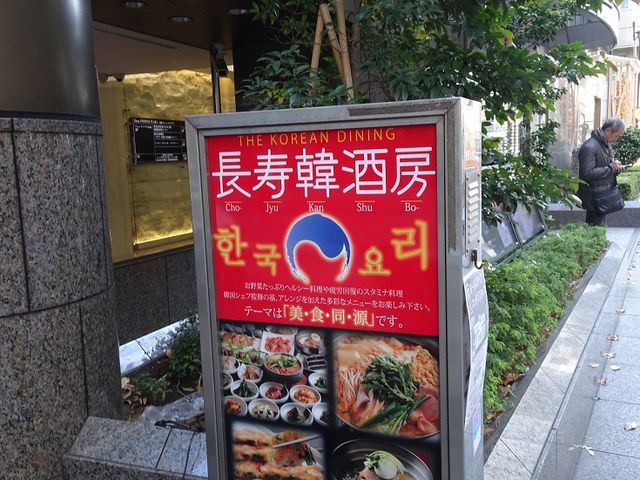 THE KOREAN DINING
長寿韓酒房
Cho- Jyu Kan Shu Bo-
한국요리
お野菜たっぷりヘルシー料理や疲労回復のスタミナ料理
韓国シェフ監修の基、アレンジを加えた多彩なメニューをお楽しみ下さい。
テーマは「美・食・同・源」です。